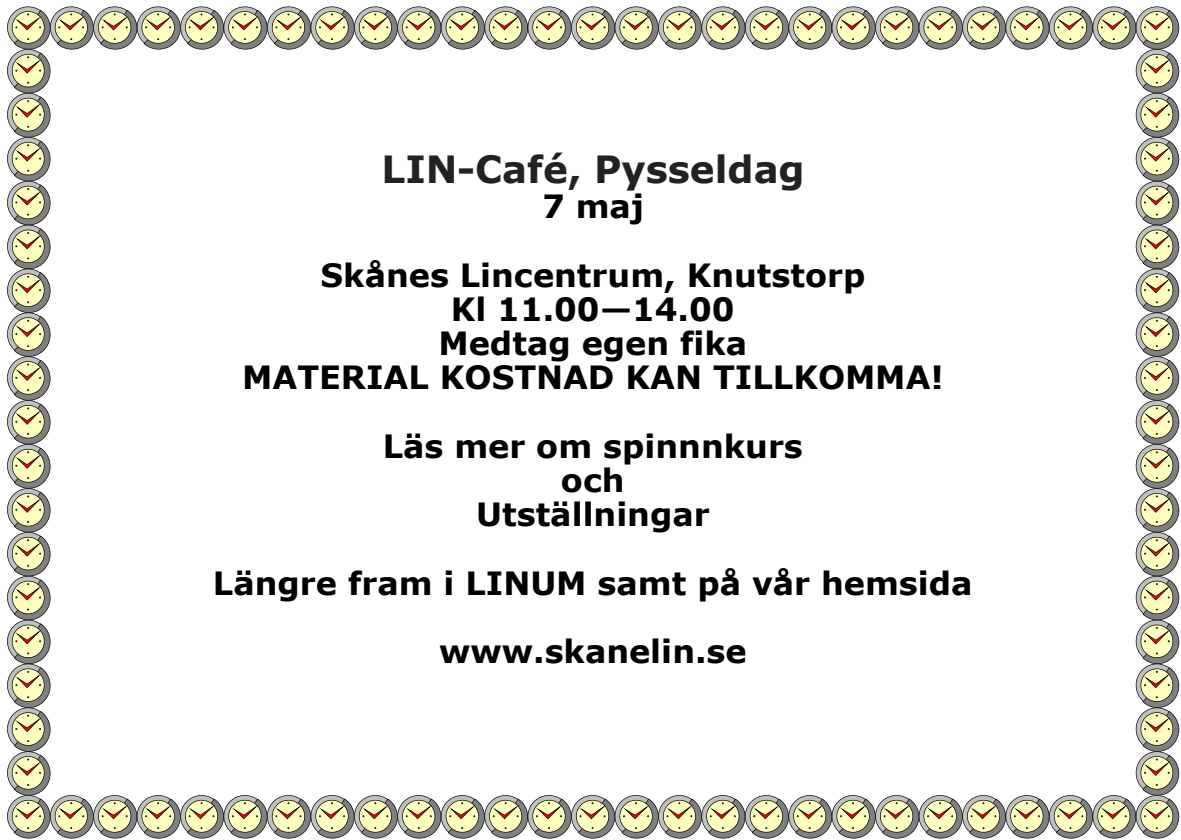 LIN-Café, Pysseldag
7 maj
Skånes Lincentrum, Knutstorp
Kl 11.00—14.00
Medtag egen fika
MATERIAL KOSTNAD KAN TILLKOMMA!
Läs mer om spinnnkurs
och
Utställningar
Längre fram i LINUM samt på vår hemsida
www.skanelin.se